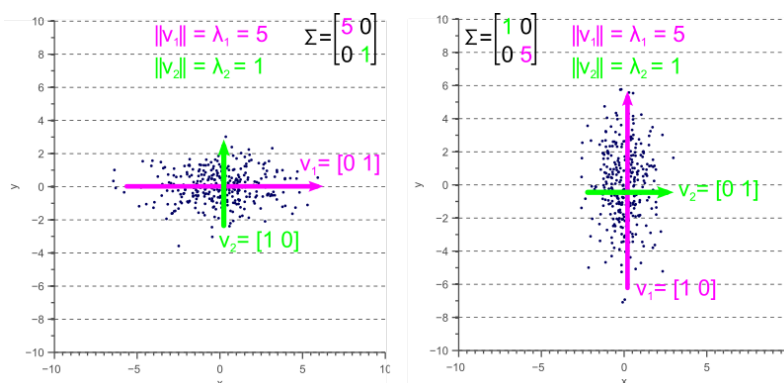 ‖v₁‖ = λ₁ = 5
‖v₂‖ = λ₂ = 1
Σ= [5 0
0 1]
v₁= [0 1]
v₂= [1 0]
10
8
6
4
2
0
−2
−4
−6
−8
−10
y
−10
−5
0
5
10
x
Σ= [1 0
0 5]
‖v₁‖ = λ₁ = 5
‖v₂‖ = λ₂ = 1
v₂= [0 1]
v₁= [1 0]
10
8
6
4
2
0
−2
−4
−6
−8
−10
y
−10
−5
0
5
x